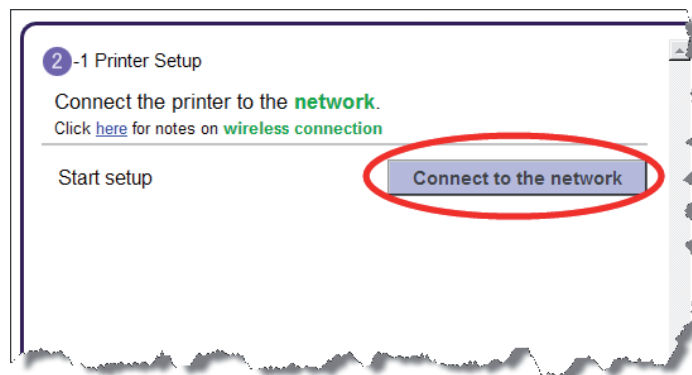 2 -1 Printer Setup
Connect the printer to the network.
Click here for notes on wireless connection
Start setup
Connect to the network